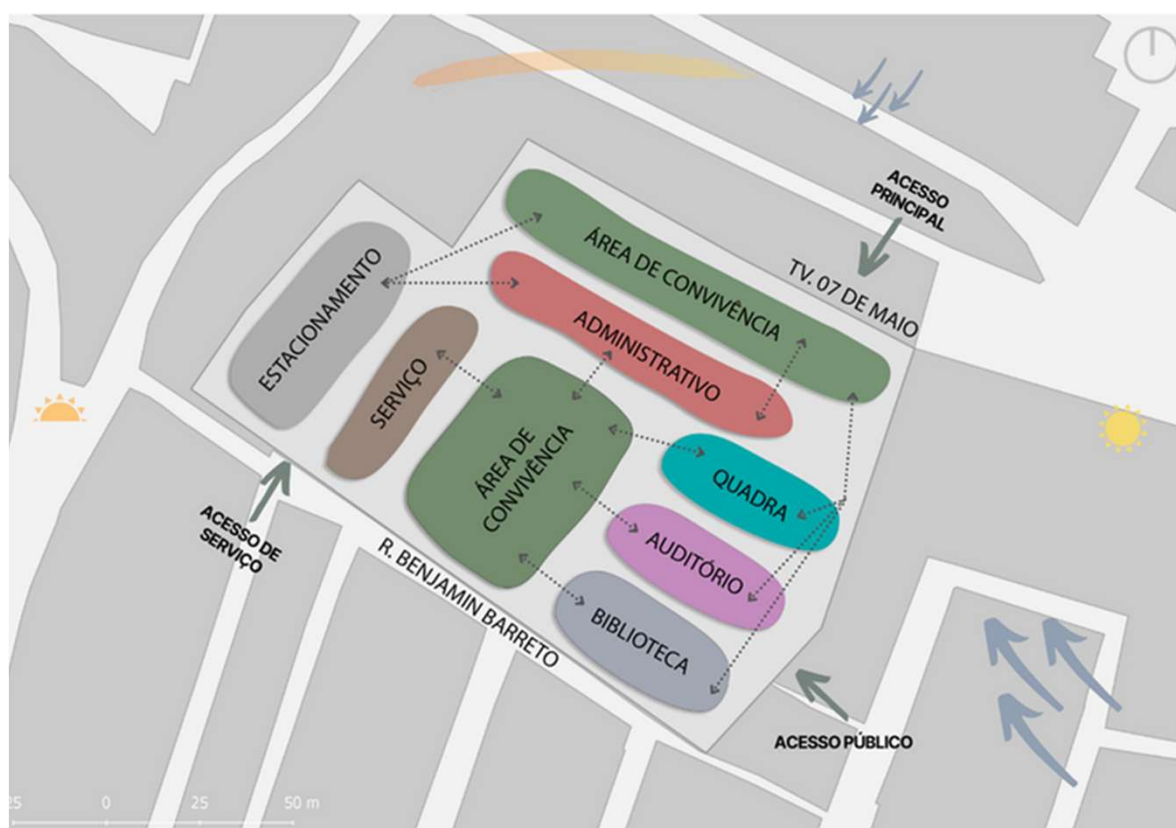 ACESSO
PRINCIPAL
TV. 07 DE MAIO
ÁREA DE CONVIVÊNCIA
ESTACIONAMENTO
ADMINISTRATIVO
SERVIÇO
ÁREA DE
CONVIVÊNCIA
QUADRA
AUDITÓRIO
BIBLIOTECA
ACESSO DE
SERVIÇO
R. BENJAMIN BARRETO
ACESSO PÚBLICO
25 0 25 50 m